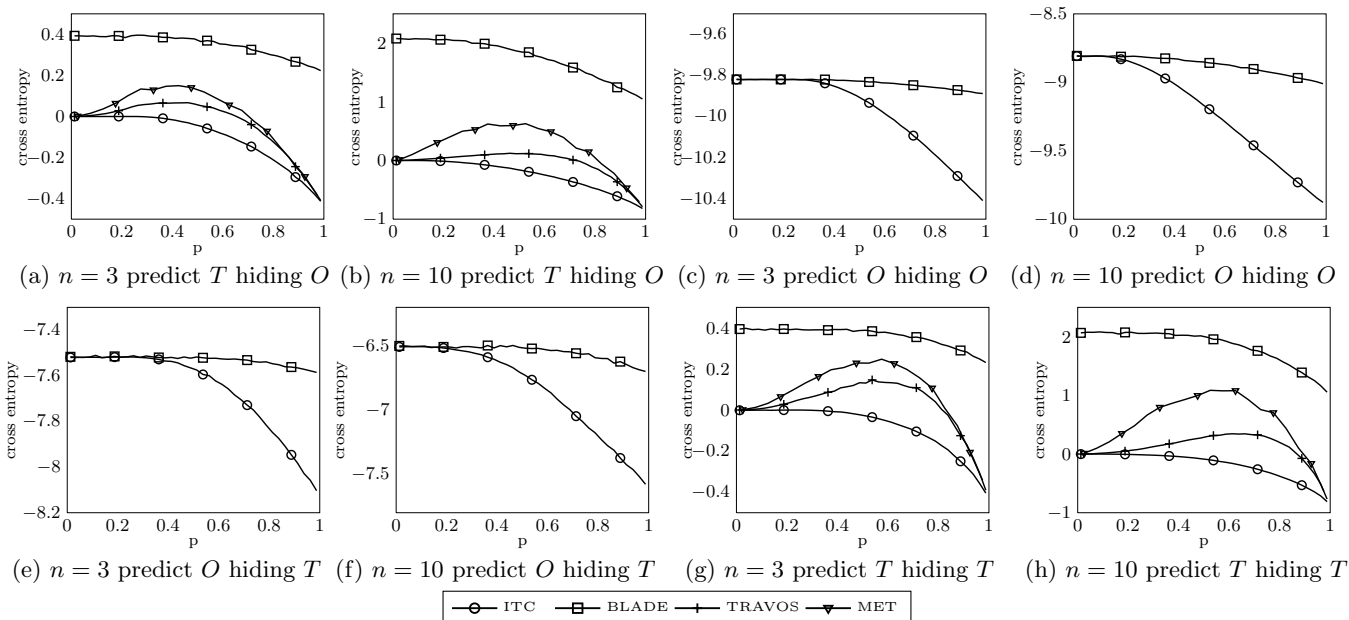 0.4
0.2
0
−0.2
−0.4
cross entropy
0 0.2 0.4 0.6 0.8 1
p
(a) n = 3 predict T hiding O
2
1
0
−1
cross entropy
0 0.2 0.4 0.6 0.8 1
p
(b) n = 10 predict T hiding O
−9.6
−9.8
−10
−10.2
−10.4
cross entropy
0 0.2 0.4 0.6 0.8 1
p
(c) n = 3 predict O hiding O
−8.5
−9
−9.5
−10
cross entropy
0 0.2 0.4 0.6 0.8 1
p
(d) n = 10 predict O hiding O
−7.4
−7.6
−7.8
−8
−8.2
cross entropy
0 0.2 0.4 0.6 0.8 1
p
(e) n = 3 predict O hiding T
−6.5
−7
−7.5
cross entropy
0 0.2 0.4 0.6 0.8 1
p
(f) n = 10 predict O hiding T
0.4
0.2
0
−0.2
−0.4
cross entropy
0 0.2 0.4 0.6 0.8 1
p
(g) n = 3 predict T hiding T
2
1
0
−1
cross entropy
0 0.2 0.4 0.6 0.8 1
p
(h) n = 10 predict T hiding T
ITC BLADE TRAVOS MET